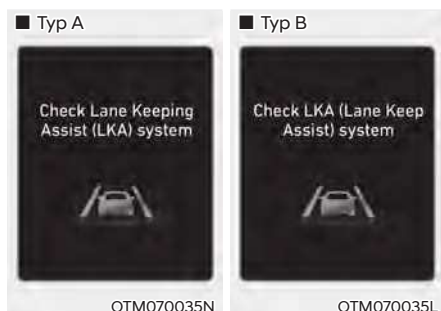 ■ Typ A
Check Lane Keeping
Assist (LKA) system
OTM070035N
■ Typ B
Check LKA (Lane Keep
Assist) system
OTM070035L